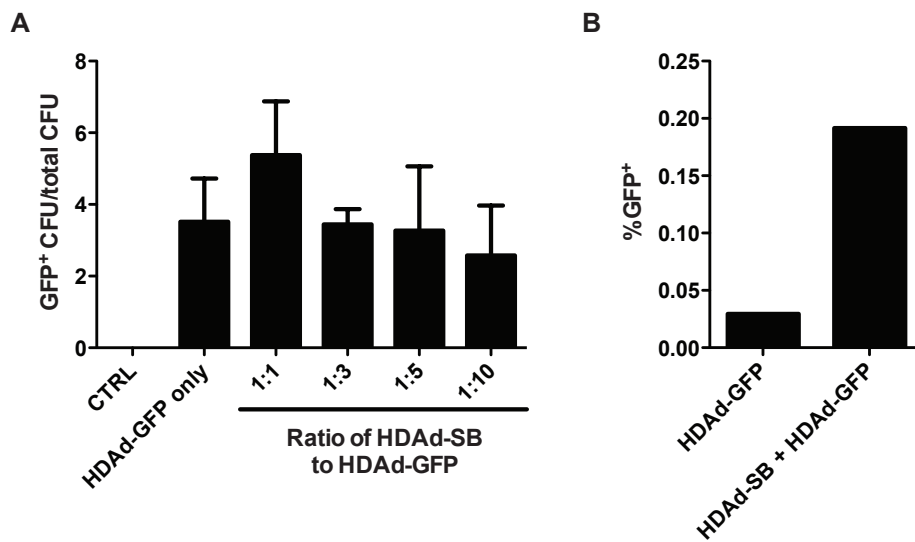 A
GFP+ CFU/total CFU
8
6
4
2
0
CTRL
HDAd-GFP only
1:1
1:3
1:5
1:10
Ratio of HDAd-SB
to HDAd-GFP
B
%GFP+
0.25
0.20
0.15
0.10
0.05
0.00
HDAd-GFP
HDAd-SB + HDAd-GFP